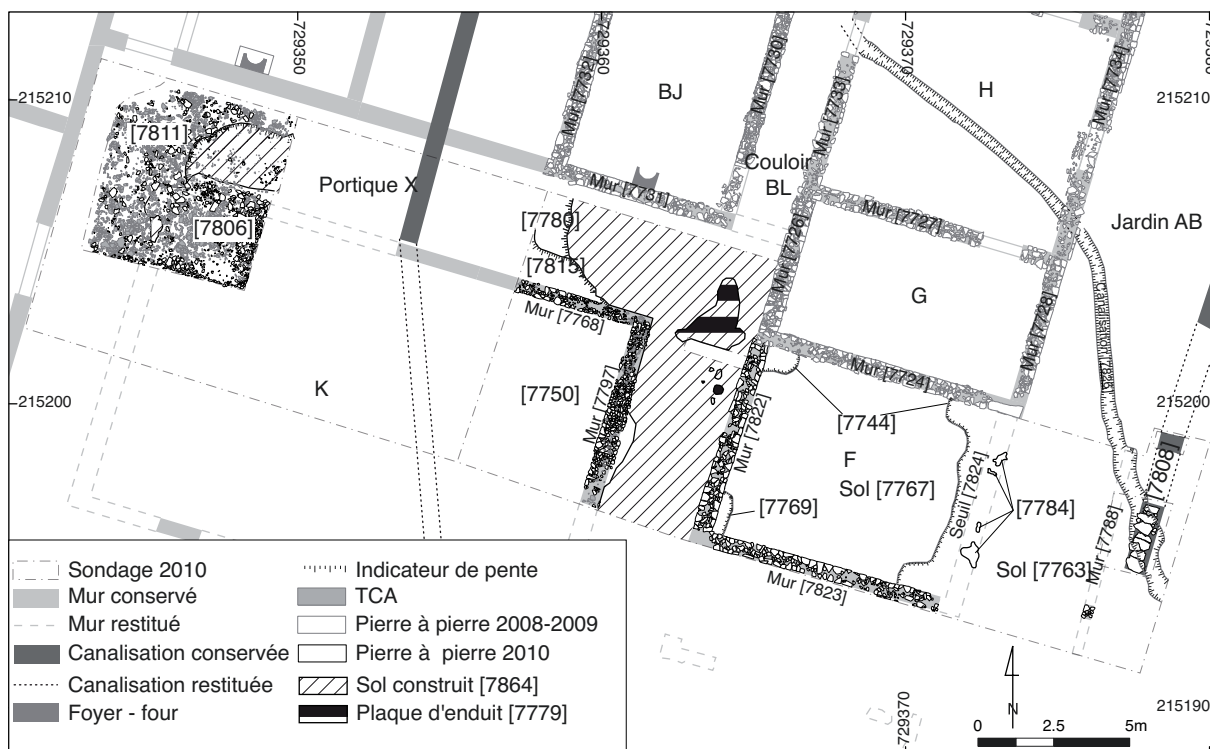 729350
729360
729370
729380
215210
215210
BJ
H
Mur [7732]
Mur [7730]
Mur [7733]
Mur [7734]
[7811]
Couloir
BL
Portique X
Mur [7731]
Mur [7727]
Jardin AB
[7806]
[7780]
[7815]
Mur [7726]
G
Mur [7768]
Mur [7728]
Canalisation [7825]
K
[7750]
Mur [7797]
Mur [7724]
215200
215200
[7744]
Mur [7822]
F
Sol [7767]
Seuil [7824]
[7808]
[7769]
[7784]
Mur [7788]
Sol [7763]
Mur [7823]
Sondage 2010
Mur conservé
Mur restitué
Canalisation conservée
Canalisation restituée
Foyer - four
Indicateur de pente
TCA
Pierre à pierre 2008-2009
Pierre à pierre 2010
Sol construit [7864]
Plaque d'enduit [7779]
729370
N
215190
0 2.5 5m